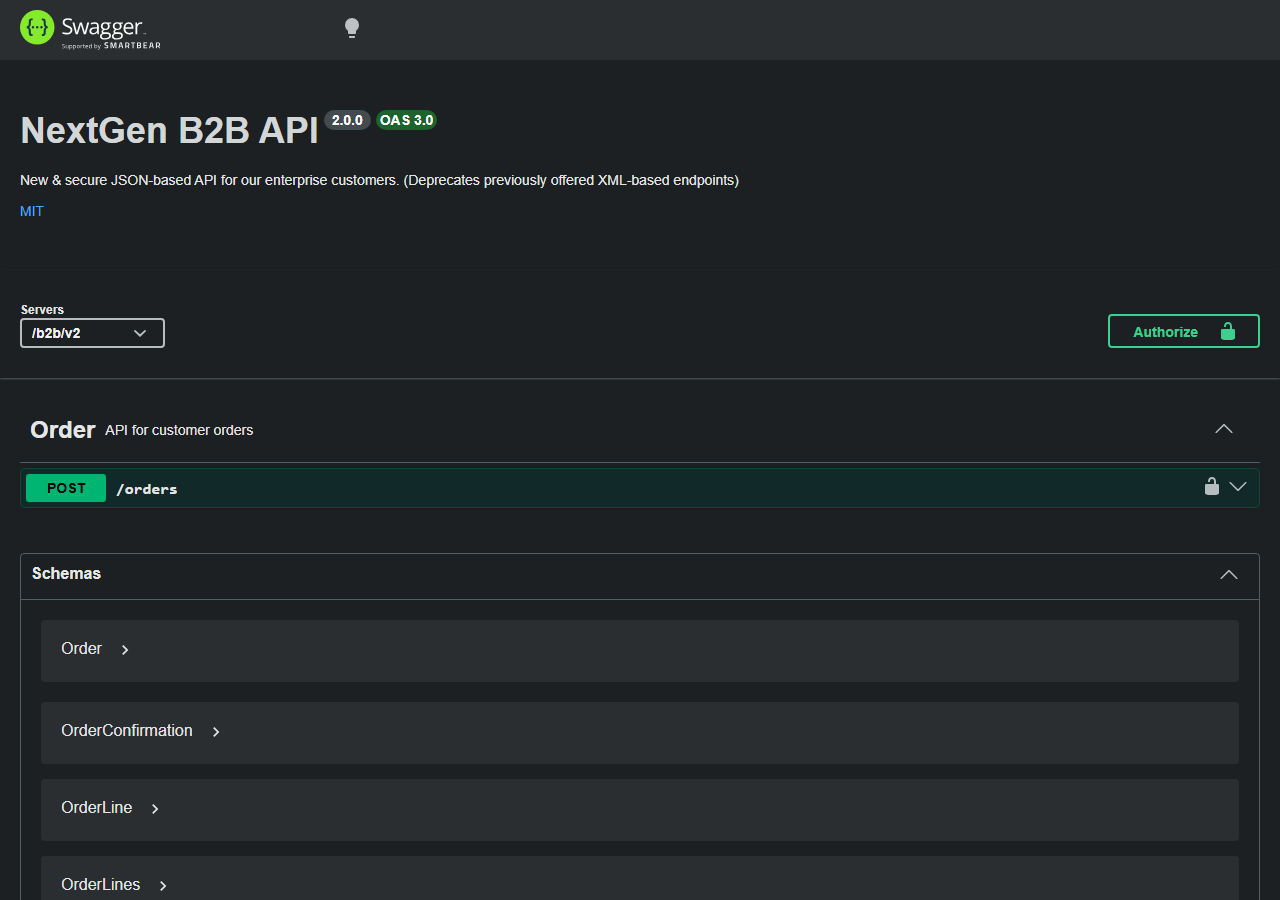 {···} Swagger
Supported by SMARTBEAR
NextGen B2B API 2.0.0 OAS 3.0
New & secure JSON-based API for our enterprise customers. (Deprecates previously offered XML-based endpoints)
MIT
Servers
/b2b/v2
Authorize
Order API for customer orders
POST /orders
Schemas
Order
OrderConfirmation
OrderLine
OrderLines